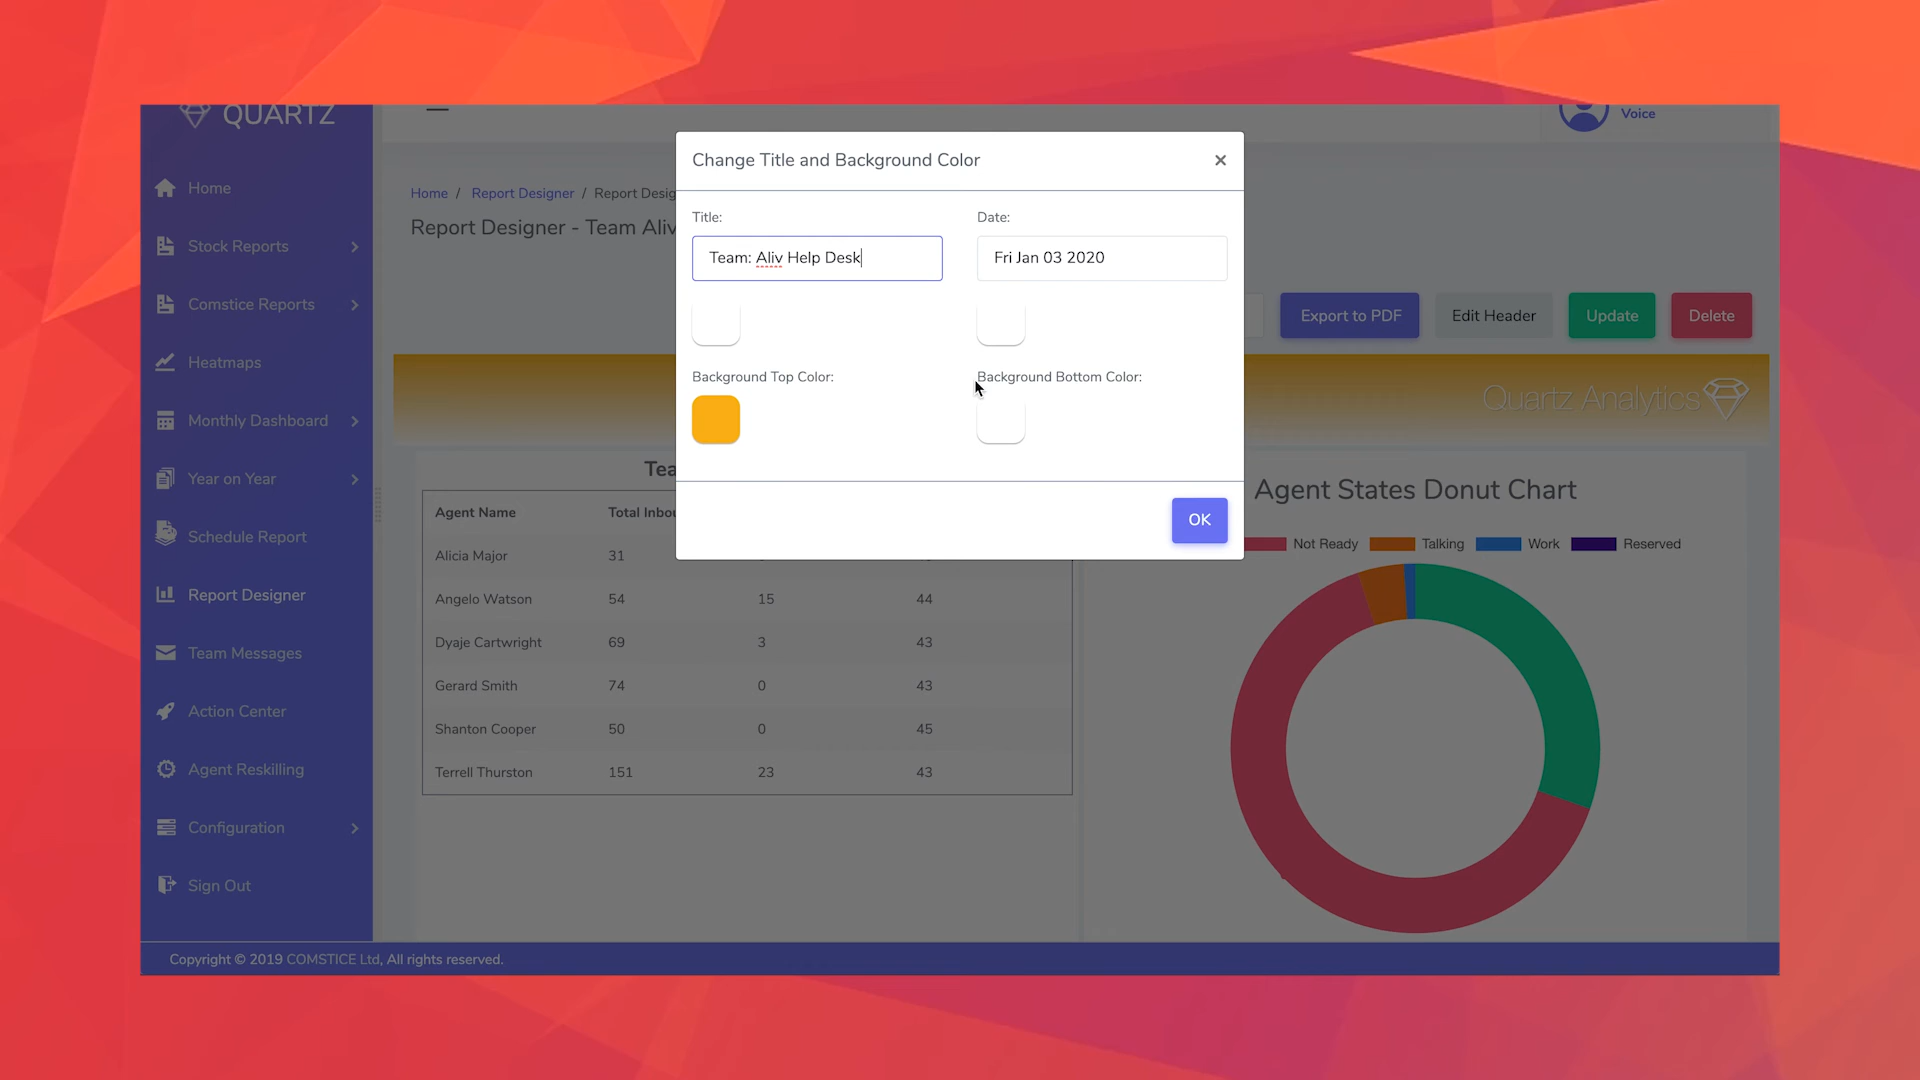 QUARTZ
Voice
Home
Stock Reports
Comstice Reports
Heatmaps
Monthly Dashboard
Year on Year
Schedule Report
Report Designer
Team Messages
Action Center
Agent Reskilling
Configuration
Sign Out
Home / Report Designer / Report Desig
Report Designer - Team Aliv
Change Title and Background Color
×
Title:
Date:
Team: Aliv Help Desk
Fri Jan 03 2020
Background Top Color:
Background Bottom Color:
OK
Export to PDF
Edit Header
Update
Delete
Quartz Analytics
Tea
Agent Name Total Inbou
Alicia Major 31
Angelo Watson 54 15 44
Dyaje Cartwright 69 3 43
Gerard Smith 74 0 43
Shanton Cooper 50 0 45
Terrell Thurston 151 23 43
Agent States Donut Chart
Not Ready Talking Work Reserved
Copyright © 2019 COMSTICE Ltd, All rights reserved.